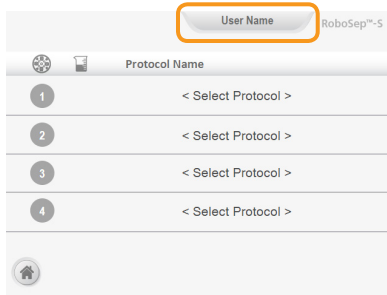 User Name
RoboSep™-S
Protocol Name
1 < Select Protocol >
2 < Select Protocol >
3 < Select Protocol >
4 < Select Protocol >